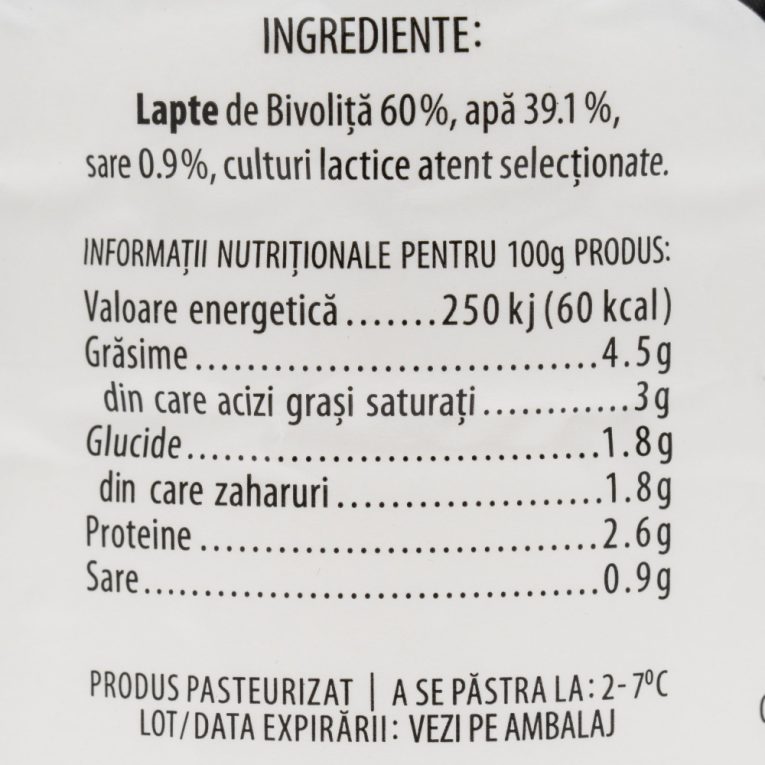 INGREDIENTE:
Lapte de Bivoliță 60%, apă 39.1%,
sare 0.9%, culturi lactice atent selecționate.
INFORMAȚII NUTRIȚIONALE PENTRU 100g PRODUS:
Valoare energetică.......250 kj (60 kcal)
Grăsime................................4.5g
din care acizi grași saturați............3g
Glucide................................1.8g
din care zaharuri.....................1.8g
Proteine...............................2.6g
Sare...................................0.9g
PRODUS PASTEURIZAT | A SE PĂSTRA LA: 2-7ºC
LOT/DATA EXPIRĂRII: VEZI PE AMBALAJ